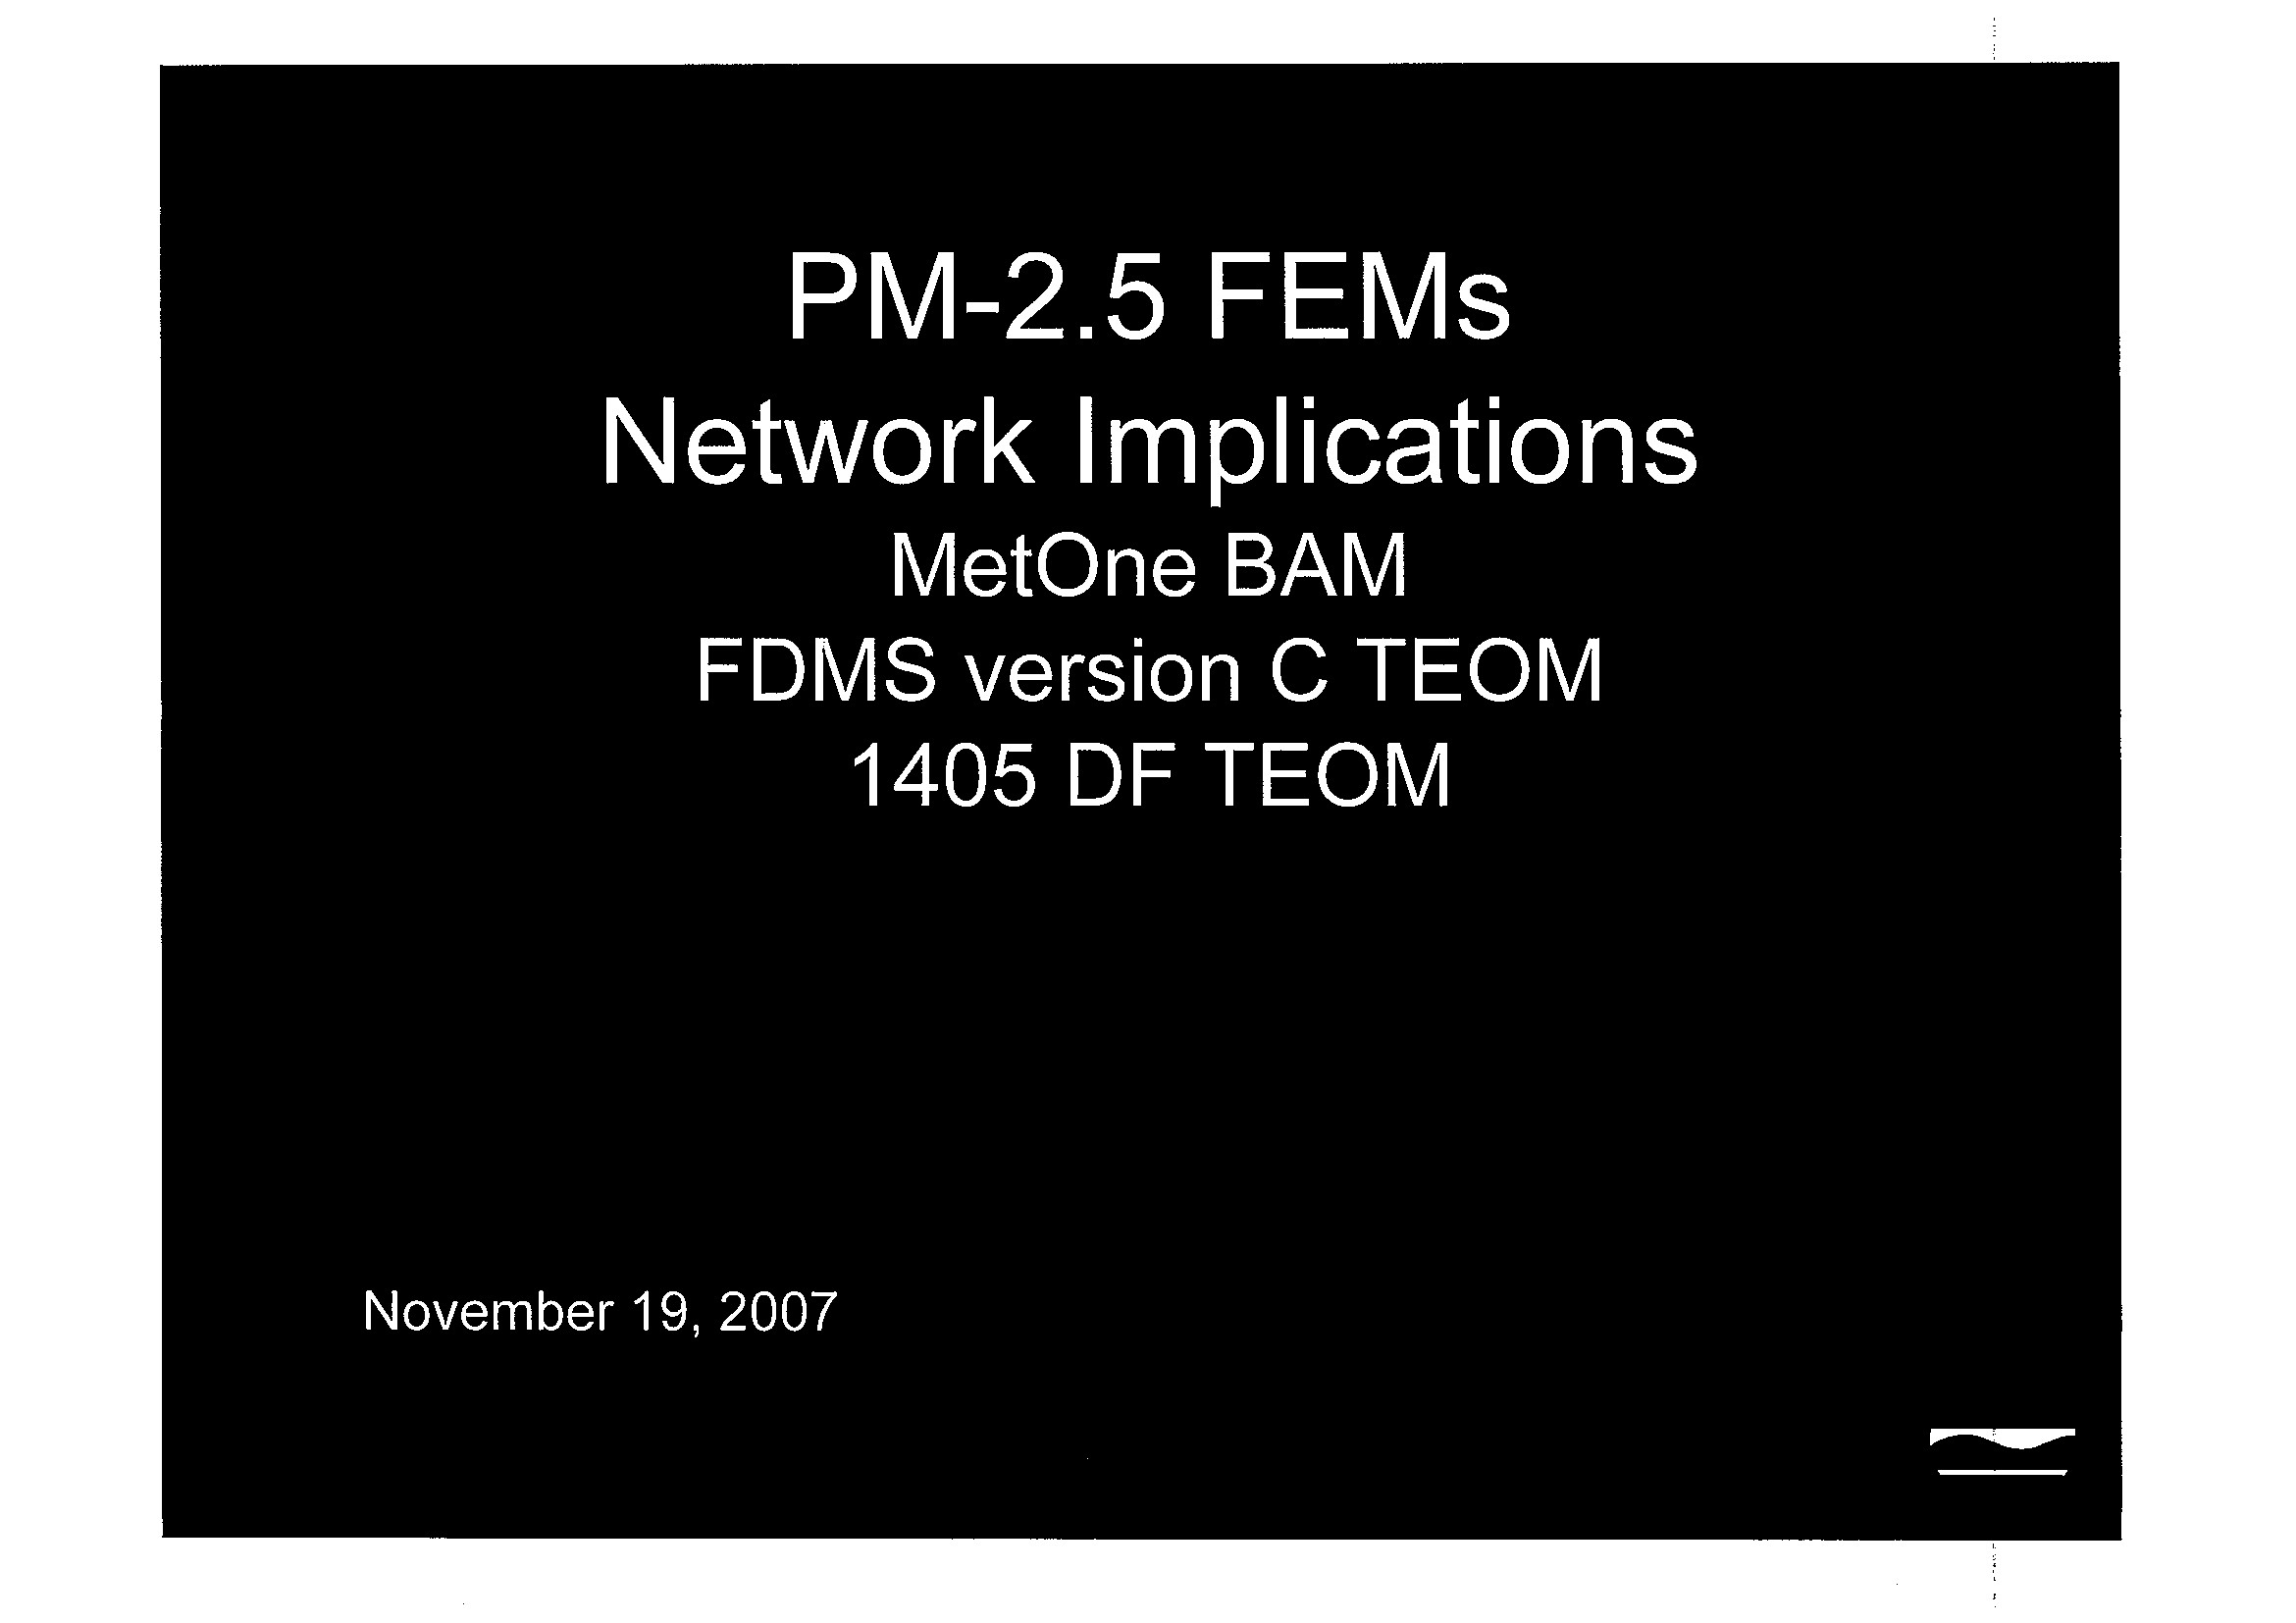 PM-2.5 FEMs
Network Implications
MetOne BAM
FDMS version C TEOM
1405 DF TEOM
November 19, 2007